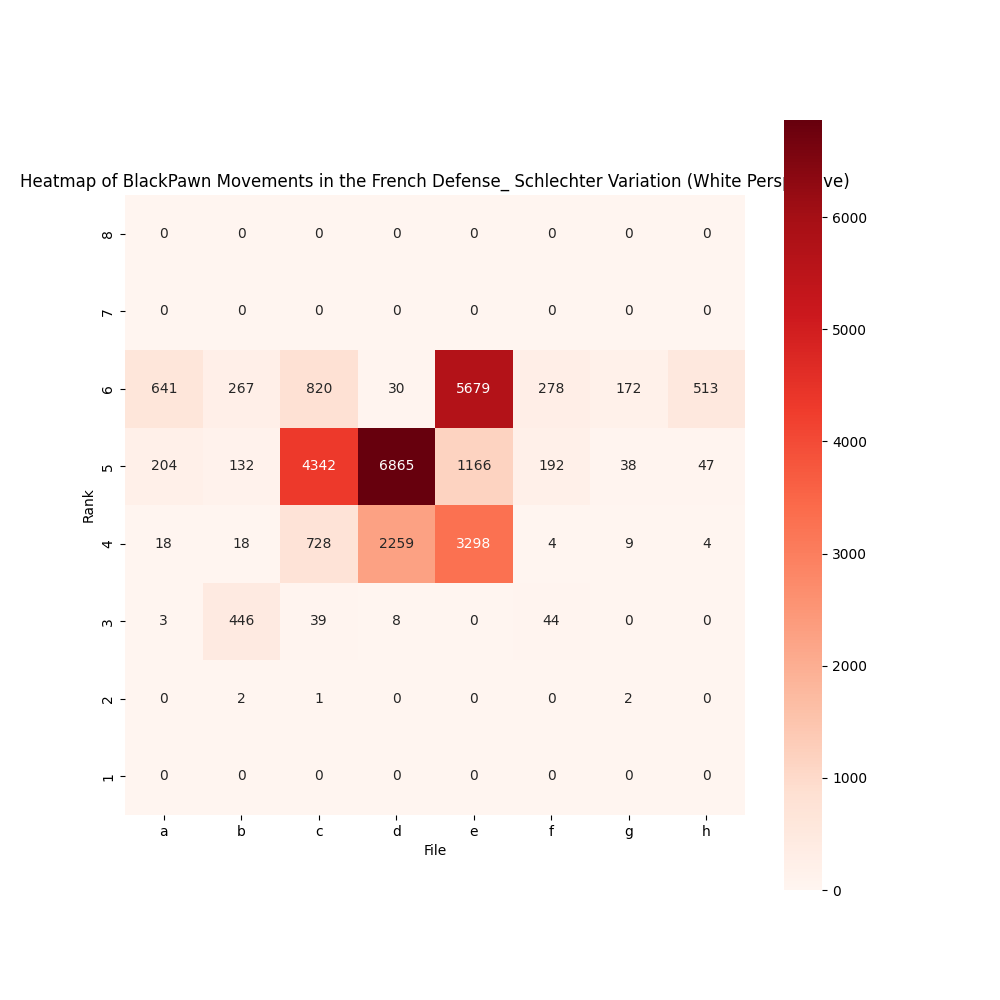 Heatmap of BlackPawn Movements in the French Defense_ Schlechter Variation (White Pers ve)
8 0 0 0 0 0 0 0 0
7 0 0 0 0 0 0 0 0
6 641 267 820 30 5679 278 172 513
5 204 132 4342 6865 1166 192 38 47
4 18 18 728 2259 3298 4 9 4
3 3 446 39 8 0 44 0 0
2 0 2 1 0 0 0 2 0
1 0 0 0 0 0 0 0 0
a b c d e f g h
File
Rank
6000
5000
4000
3000
2000
1000
0